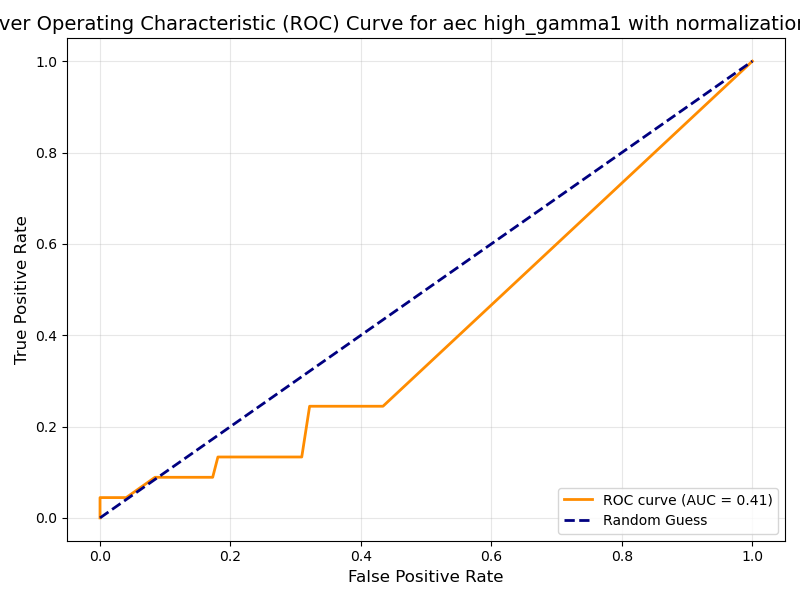 ver Operating Characteristic (ROC) Curve for aec high_gamma1 with normalization
1.0
0.8
0.6
0.4
0.2
0.0
True Positive Rate
0.0 0.2 0.4 0.6 0.8 1.0
False Positive Rate
ROC curve (AUC = 0.41)
Random Guess